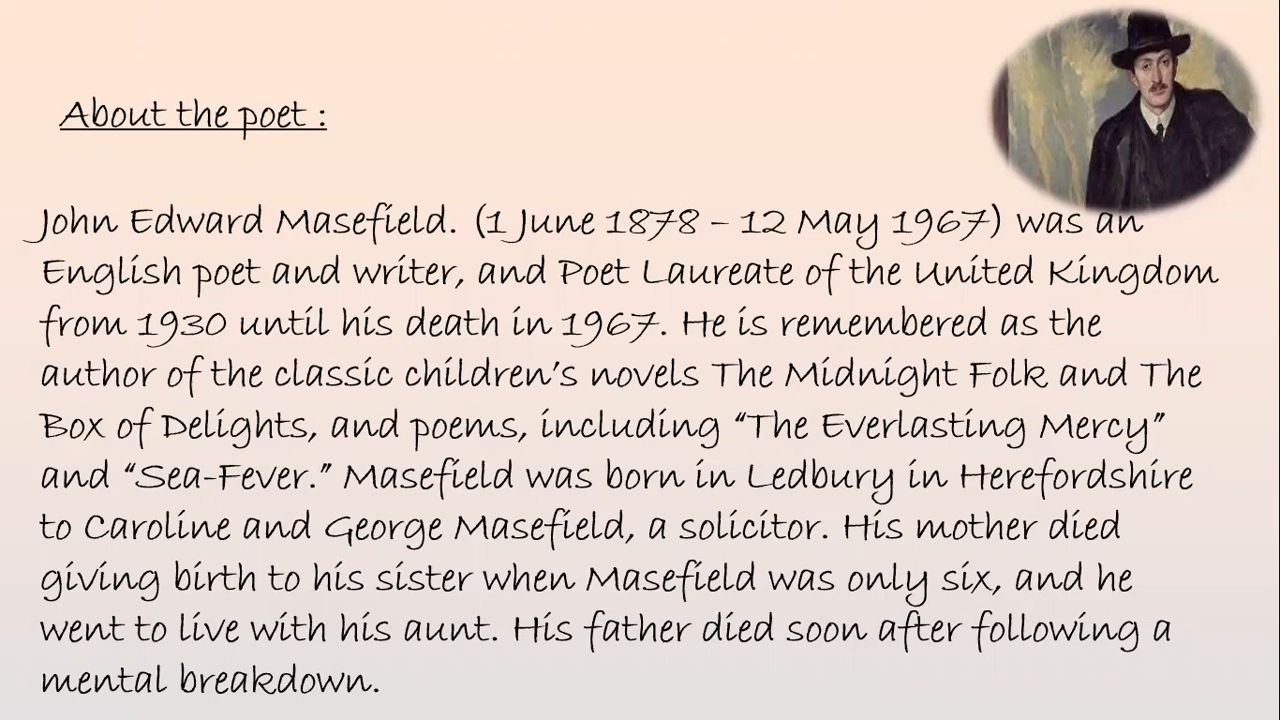 About the poet :
John Edward Masefield. (1 June 1878 – 12 May 1967) was an
English poet and writer, and Poet Laureate of the United Kingdom
from 1930 until his death in 1967. He is remembered as the
author of the classic children's novels The Midnight Folk and The
Box of Delights, and poems, including “The Everlasting Mercy”
and “Sea-Fever.” Masefield was born in Ledbury in Herefordshire
to Caroline and George Masefield, a solicitor. His mother died
giving birth to his sister when Masefield was only six, and he
went to live with his aunt. His father died soon after following a
mental breakdown.